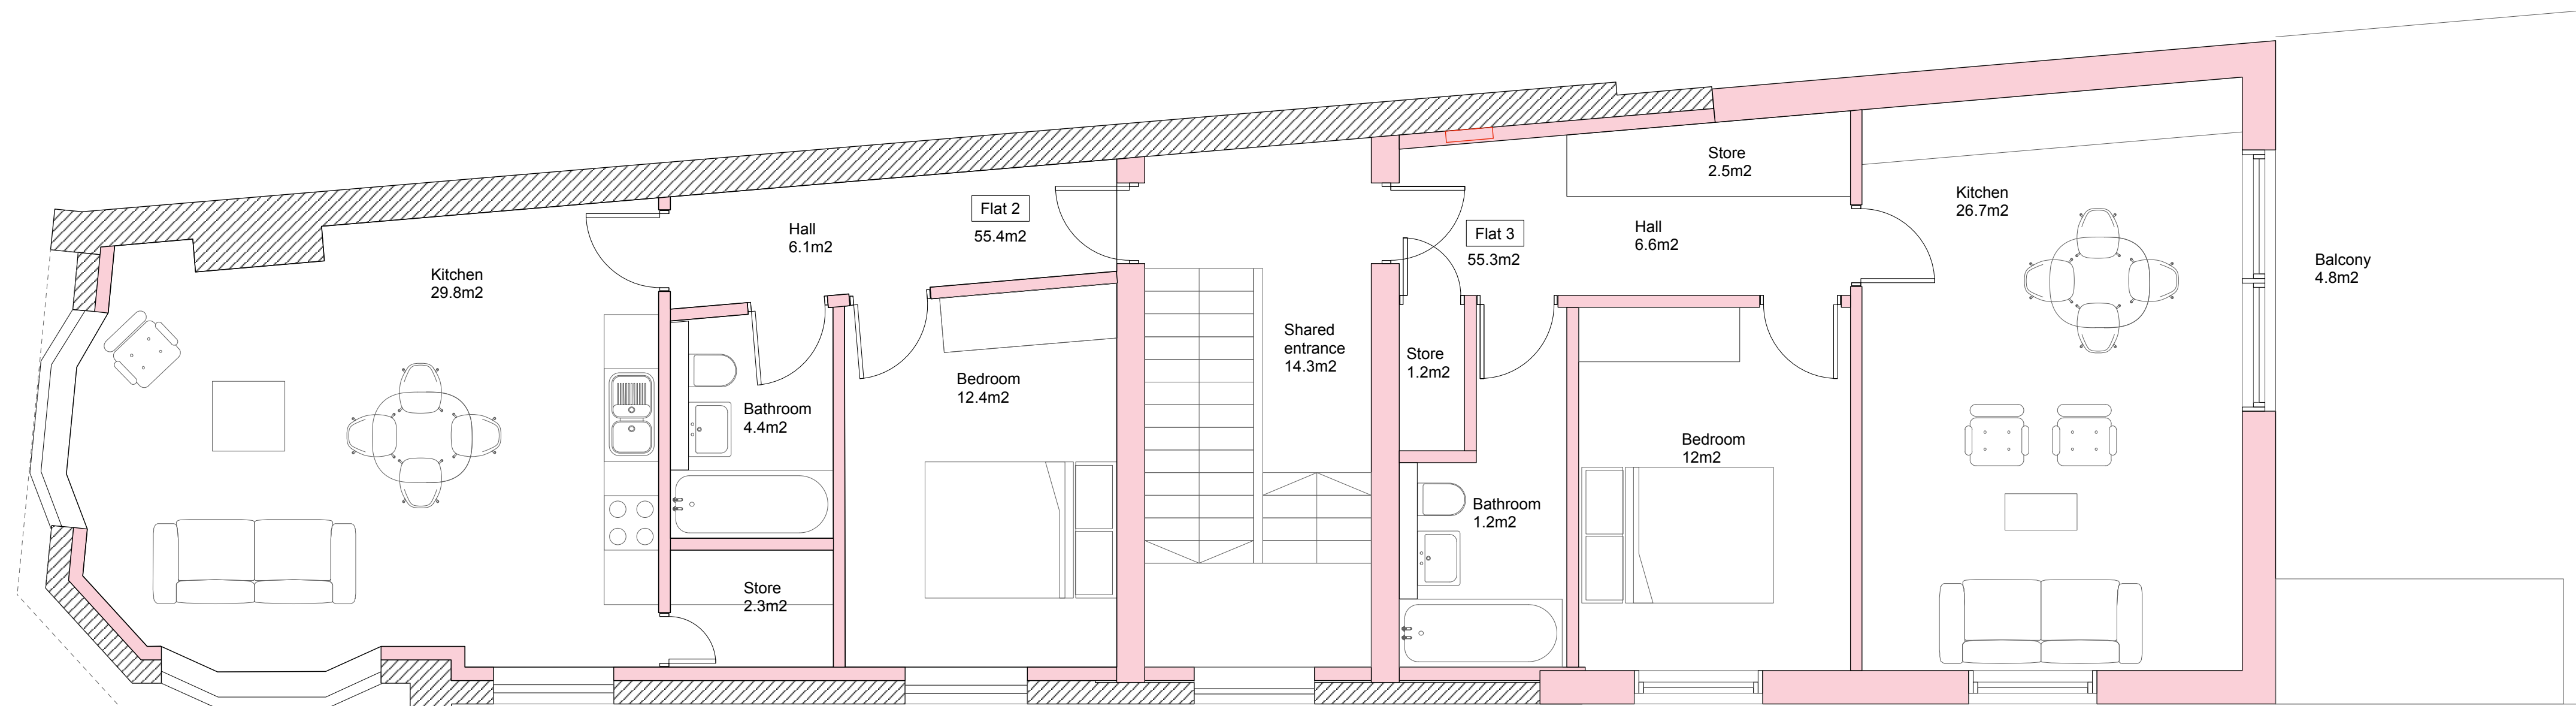 Kitchen
29.8m2
Hall
6.1m2
Flat 2
55.4m2
Bathroom
4.4m2
Store
2.3m2
Bedroom
12.4m2
Shared
entrance
14.3m2
Flat 3
55.3m2
Store
1.2m2
Bathroom
1.2m2
Hall
6.6m2
Store
2.5m2
Bedroom
12m2
Kitchen
26.7m2
Balcony
4.8m2